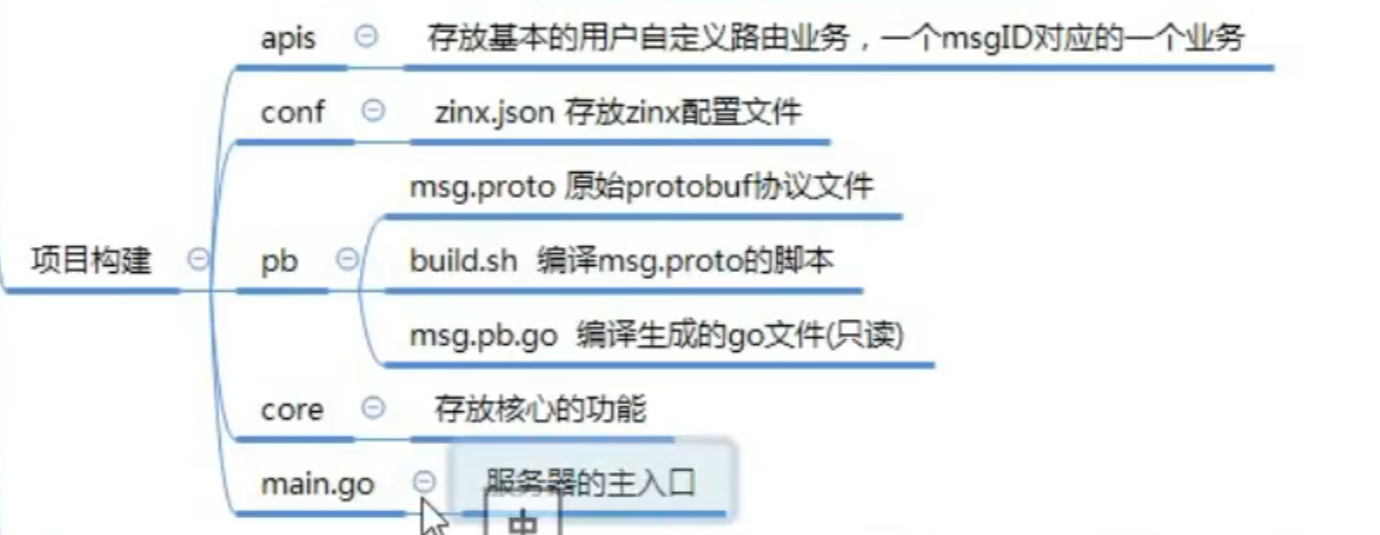 apis 存放基本的用户自定义路由业务，一个msgID对应的一个业务
conf zinx.json 存放zinx配置文件
msg.proto 原始protobuf协议文件
项目构建 pb build.sh 编译msg.proto的脚本
msg.pb.go 编译生成的go文件(只读)
core 存放核心的功能
main.go 服务器的主入口
中